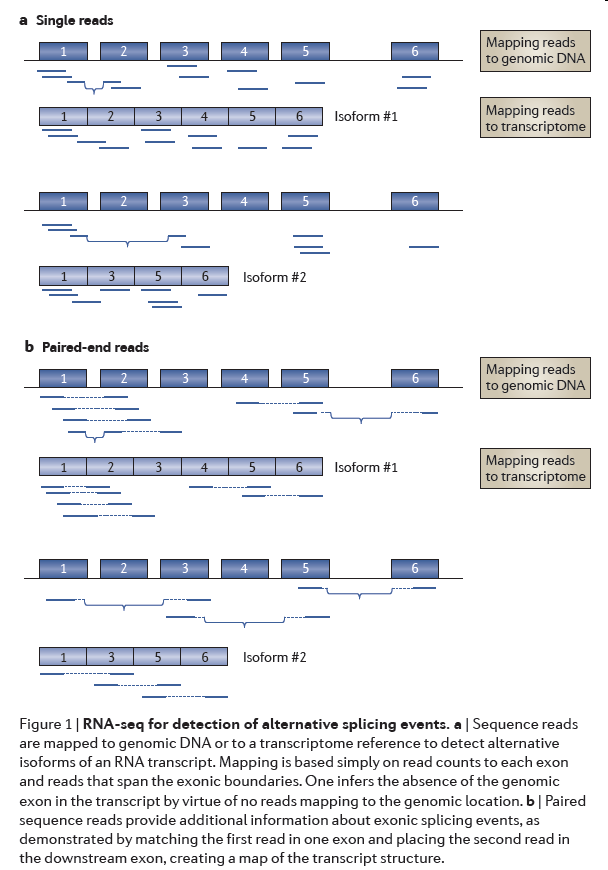 a Single reads
1 2 3 4 5 6
Mapping reads
to genomic DNA
1 2 3 4 5 6
Isoform #1
Mapping reads
to transcriptome
1 2 3 4 5 6
1 3 5 6
Isoform #2
b Paired-end reads
1 2 3 4 5 6
Mapping reads
to genomic DNA
1 2 3 4 5 6
Isoform #1
Mapping reads
to transcriptome
1 2 3 4 5 6
1 3 5 6
Isoform #2
Figure 1 | RNA-seq for detection of alternative splicing events. a | Sequence reads
are mapped to genomic DNA or to a transcriptome reference to detect alternative
isoforms of an RNA transcript. Mapping is based simply on read counts to each exon
and reads that span the exonic boundaries. One infers the absence of the genomic
exon in the transcript by virtue of no reads mapping to the genomic location. b | Paired
sequence reads provide additional information about exonic splicing events, as
demonstrated by matching the first read in one exon and placing the second read in
the downstream exon, creating a map of the transcript structure.